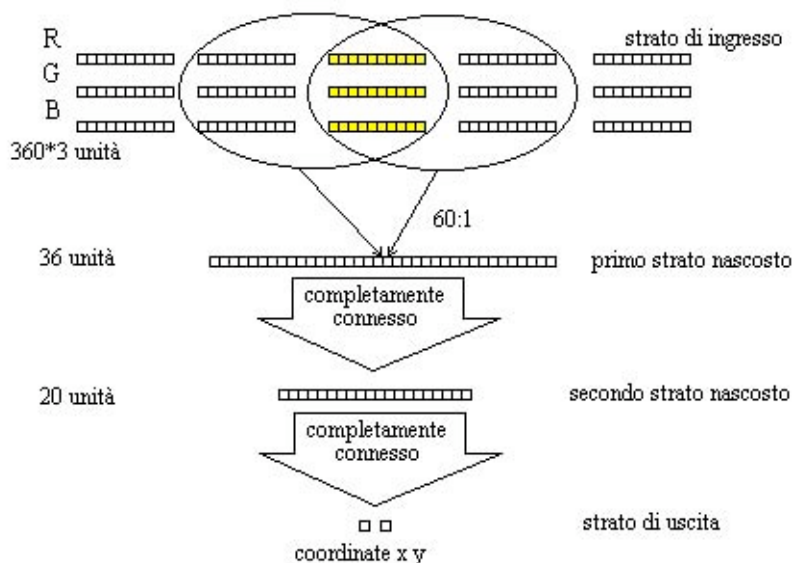 R
strato di ingresso
G
B
360*3 unità
60:1
36 unità
primo strato nascosto
completamente
connesso
20 unità
secondo strato nascosto
completamente
connesso
strato di uscita
coordinate x y